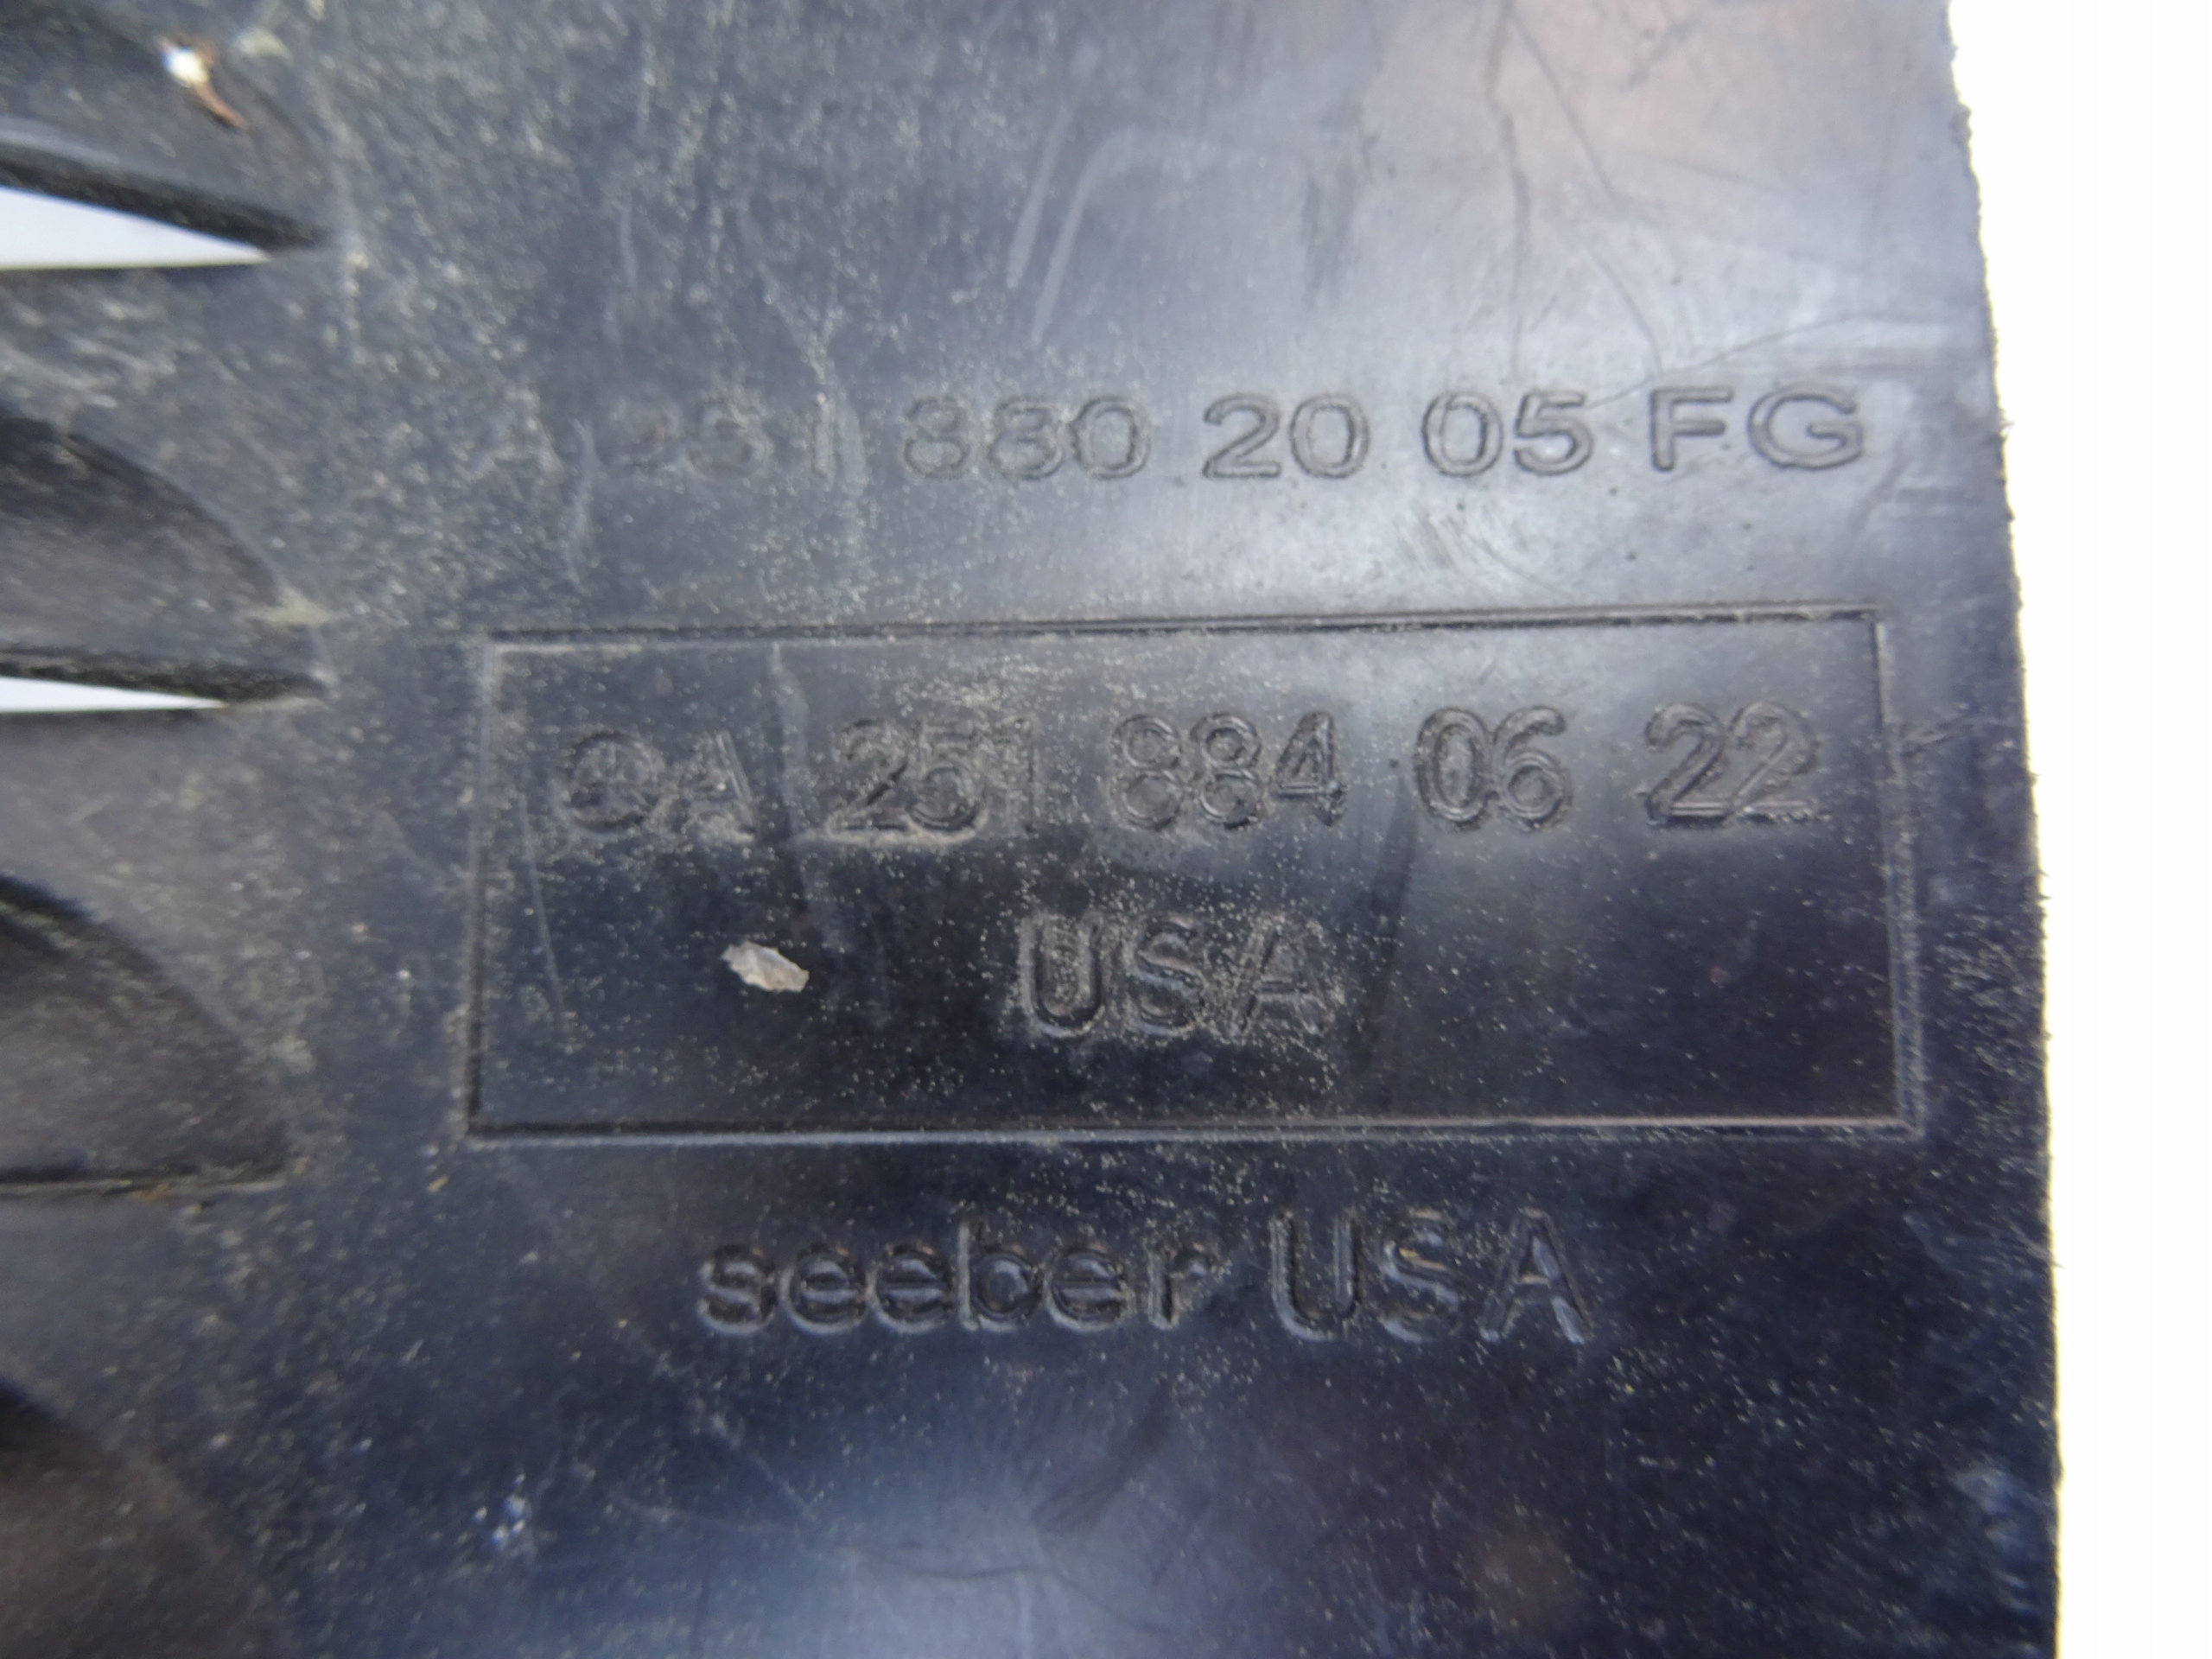 251 880 20 05 FG
A 251 884 06 22
USA
seeber USA